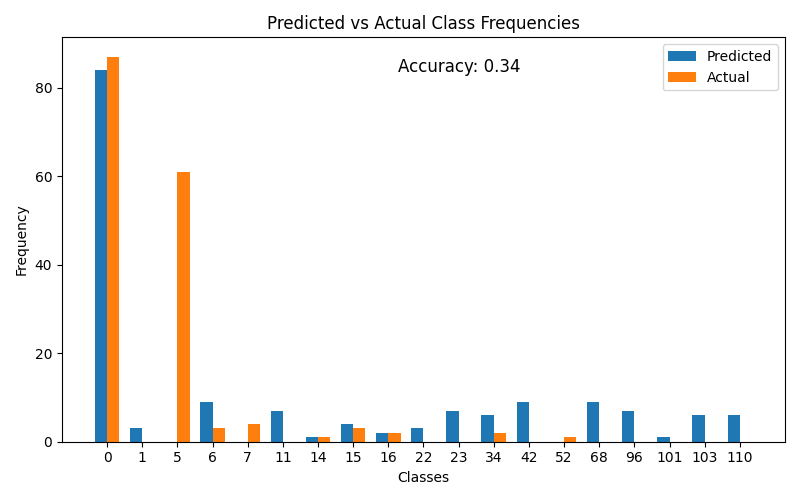 Predicted vs Actual Class Frequencies
Accuracy: 0.34
Predicted
Actual
Frequency
80
60
40
20
0
0 1 5 6 7 11 14 15 16 22 23 34 42 52 68 96 101 103 110
Classes